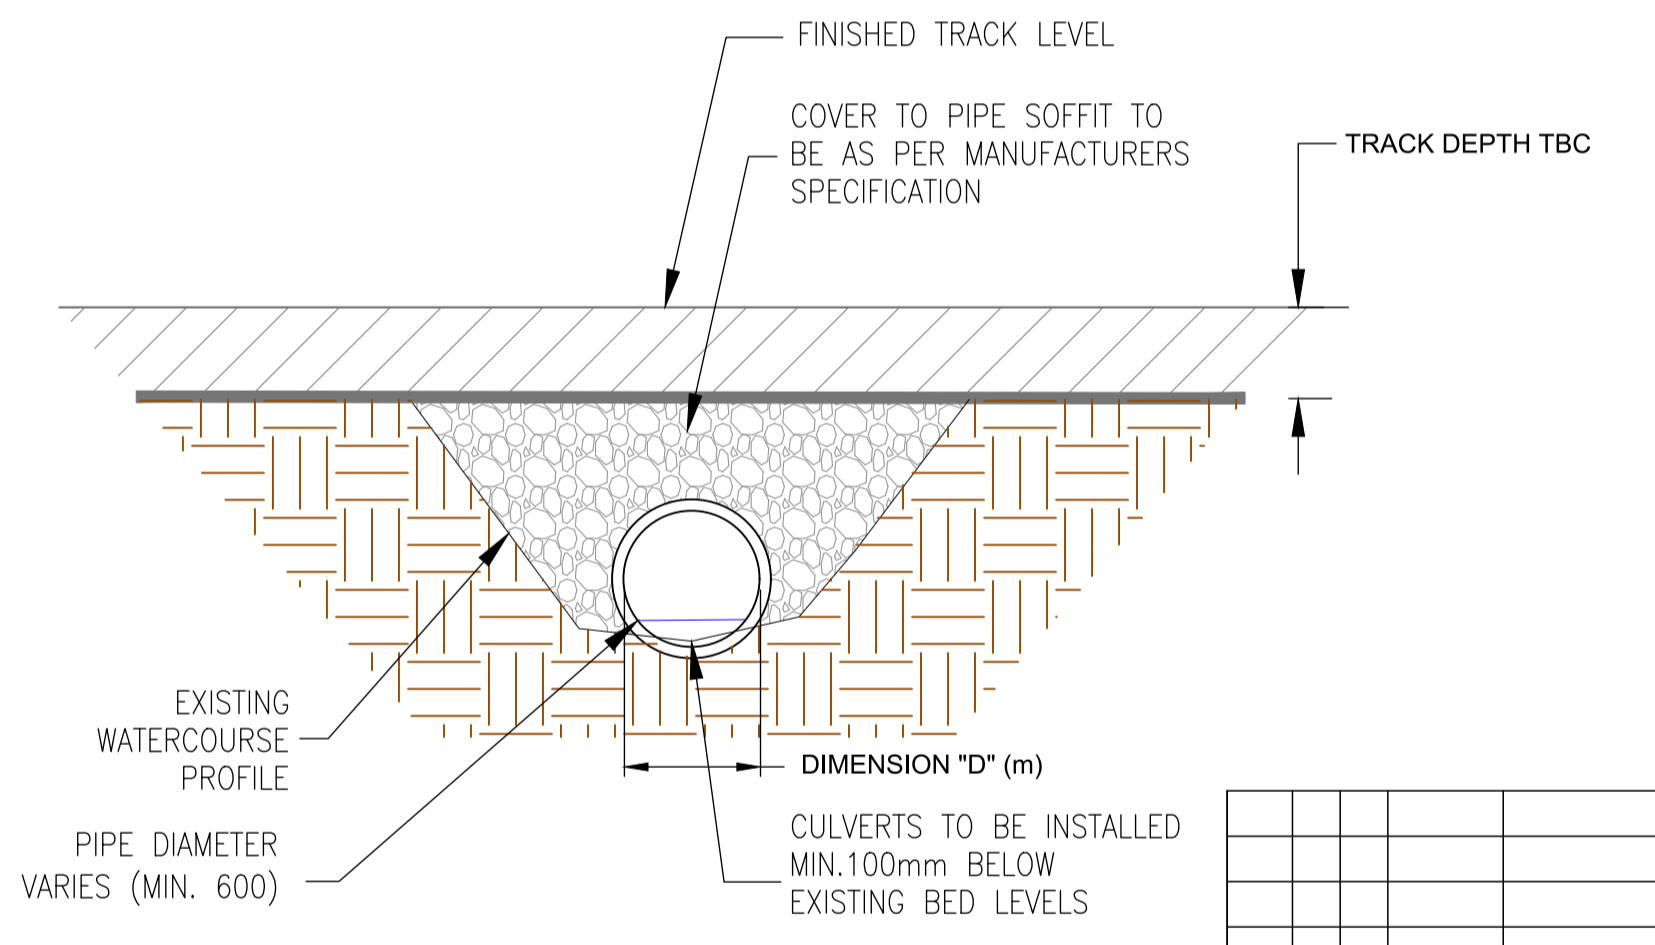 FINISHED TRACK LEVEL
COVER TO PIPE SOFFIT TO
BE AS PER MANUFACTURERS
SPECIFICATION
TRACK DEPTH TBC
EXISTING
WATERCOURSE
PROFILE
PIPE DIAMETER
VARIES (MIN. 600)
DIMENSION "D" (m)
CULVERTS TO BE INSTALLED
MIN.100mm BELOW
EXISTING BED LEVELS